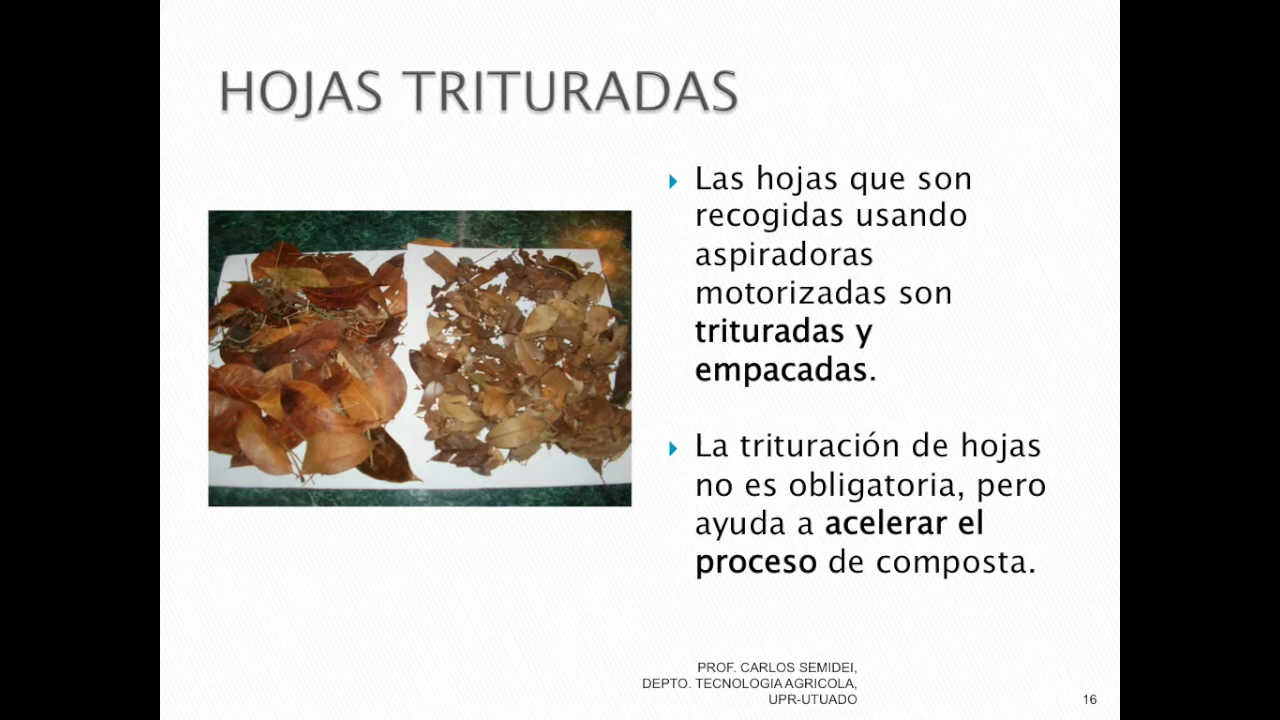 HOJAS TRITURADAS
Las hojas que son
recogidas usando
aspiradoras
motorizadas son
trituradas y
empacadas.
La trituración de hojas
no es obligatoria, pero
ayuda a acelerar el
proceso de composta.
PROF. CARLOS SEMIDEI,
DEPTO. TECNOLOGIA AGRICOLA,
UPR-UTUADO
16